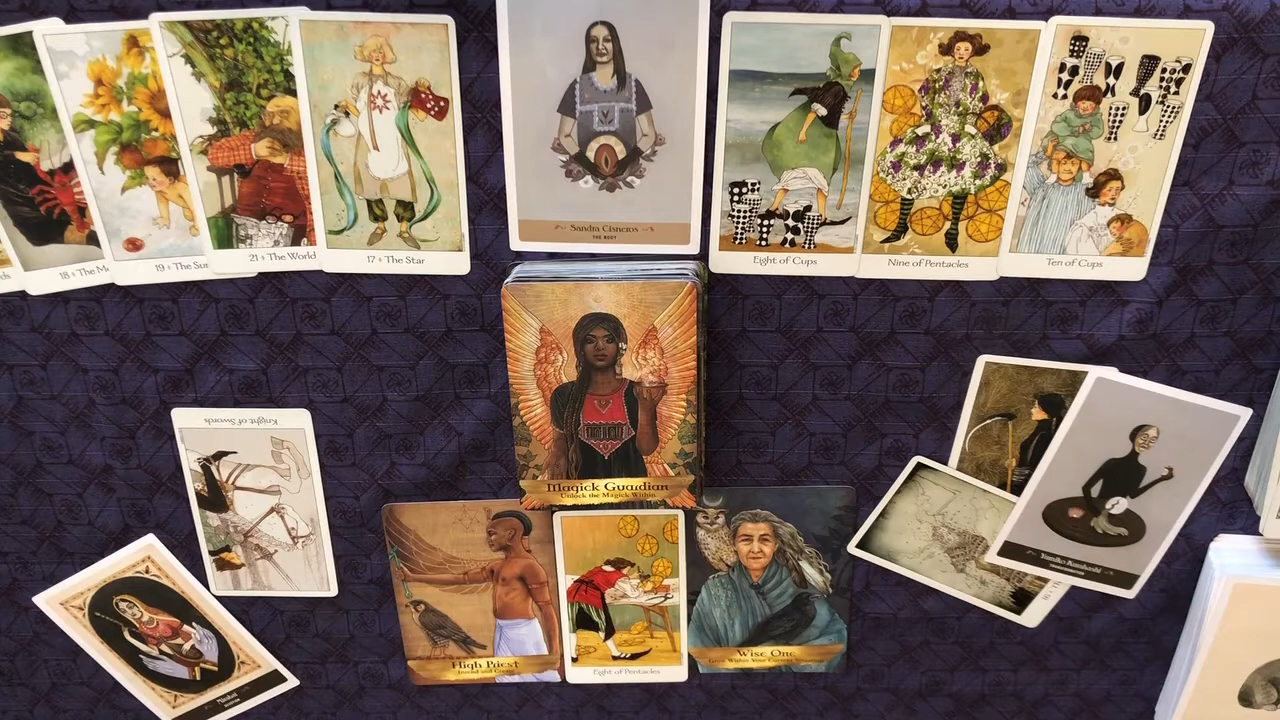 18 The M
19 The Sun
21 The World
17 The Star
Sandra Cisneros
THE BODY
Eight of Cups
Nine of Pentacles
Ten of Cups
Magick Guardian
Unlock the Magick Within
Knight of Swords
High Priest
Eight of Pentacles
Wise One